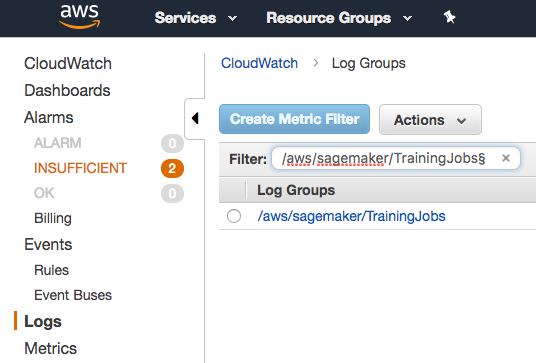 aws
Services
Resource Groups
CloudWatch
Dashboards
Alarms
ALARM 0
INSUFFICIENT 2
OK 0
Billing
Events
Rules
Event Buses
Logs
Metrics
CloudWatch > Log Groups
Create Metric Filter
Actions
Filter: /aws/sagemaker/TrainingJobs§ ×
Log Groups
/aws/sagemaker/TrainingJobs